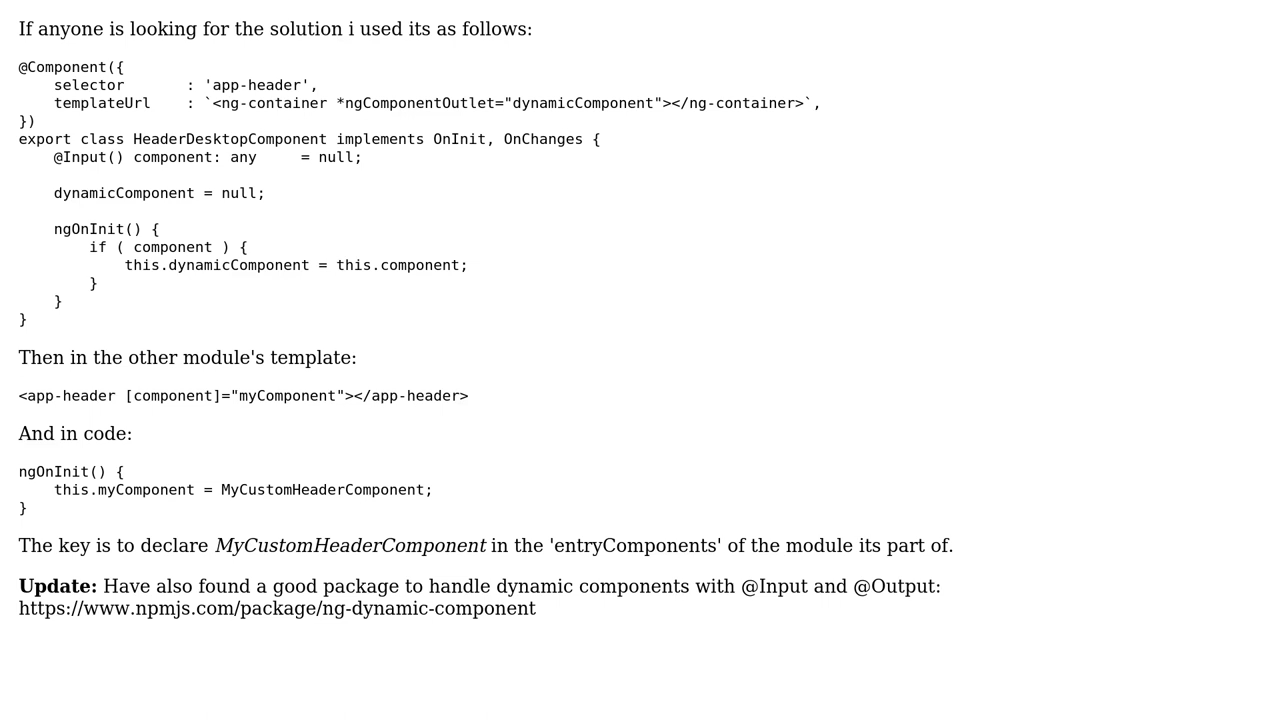 If anyone is looking for the solution i used its as follows:
@Component({
    selector       : 'app-header',
    templateUrl    : `<ng-container *ngComponentOutlet="dynamicComponent"></ng-container>`,
})
export class HeaderDesktopComponent implements OnInit, OnChanges {
    @Input() component: any     = null;

    dynamicComponent = null;

    ngOnInit() {
        if ( component ) {
            this.dynamicComponent = this.component;
        }
    }
}
Then in the other module's template:
<app-header [component]="myComponent"></app-header>
And in code:
ngOnInit() {
    this.myComponent = MyCustomHeaderComponent;
}
The key is to declare MyCustomHeaderComponent in the 'entryComponents' of the module its part of.
Update: Have also found a good package to handle dynamic components with @Input and @Output:
https://www.npmjs.com/package/ng-dynamic-component